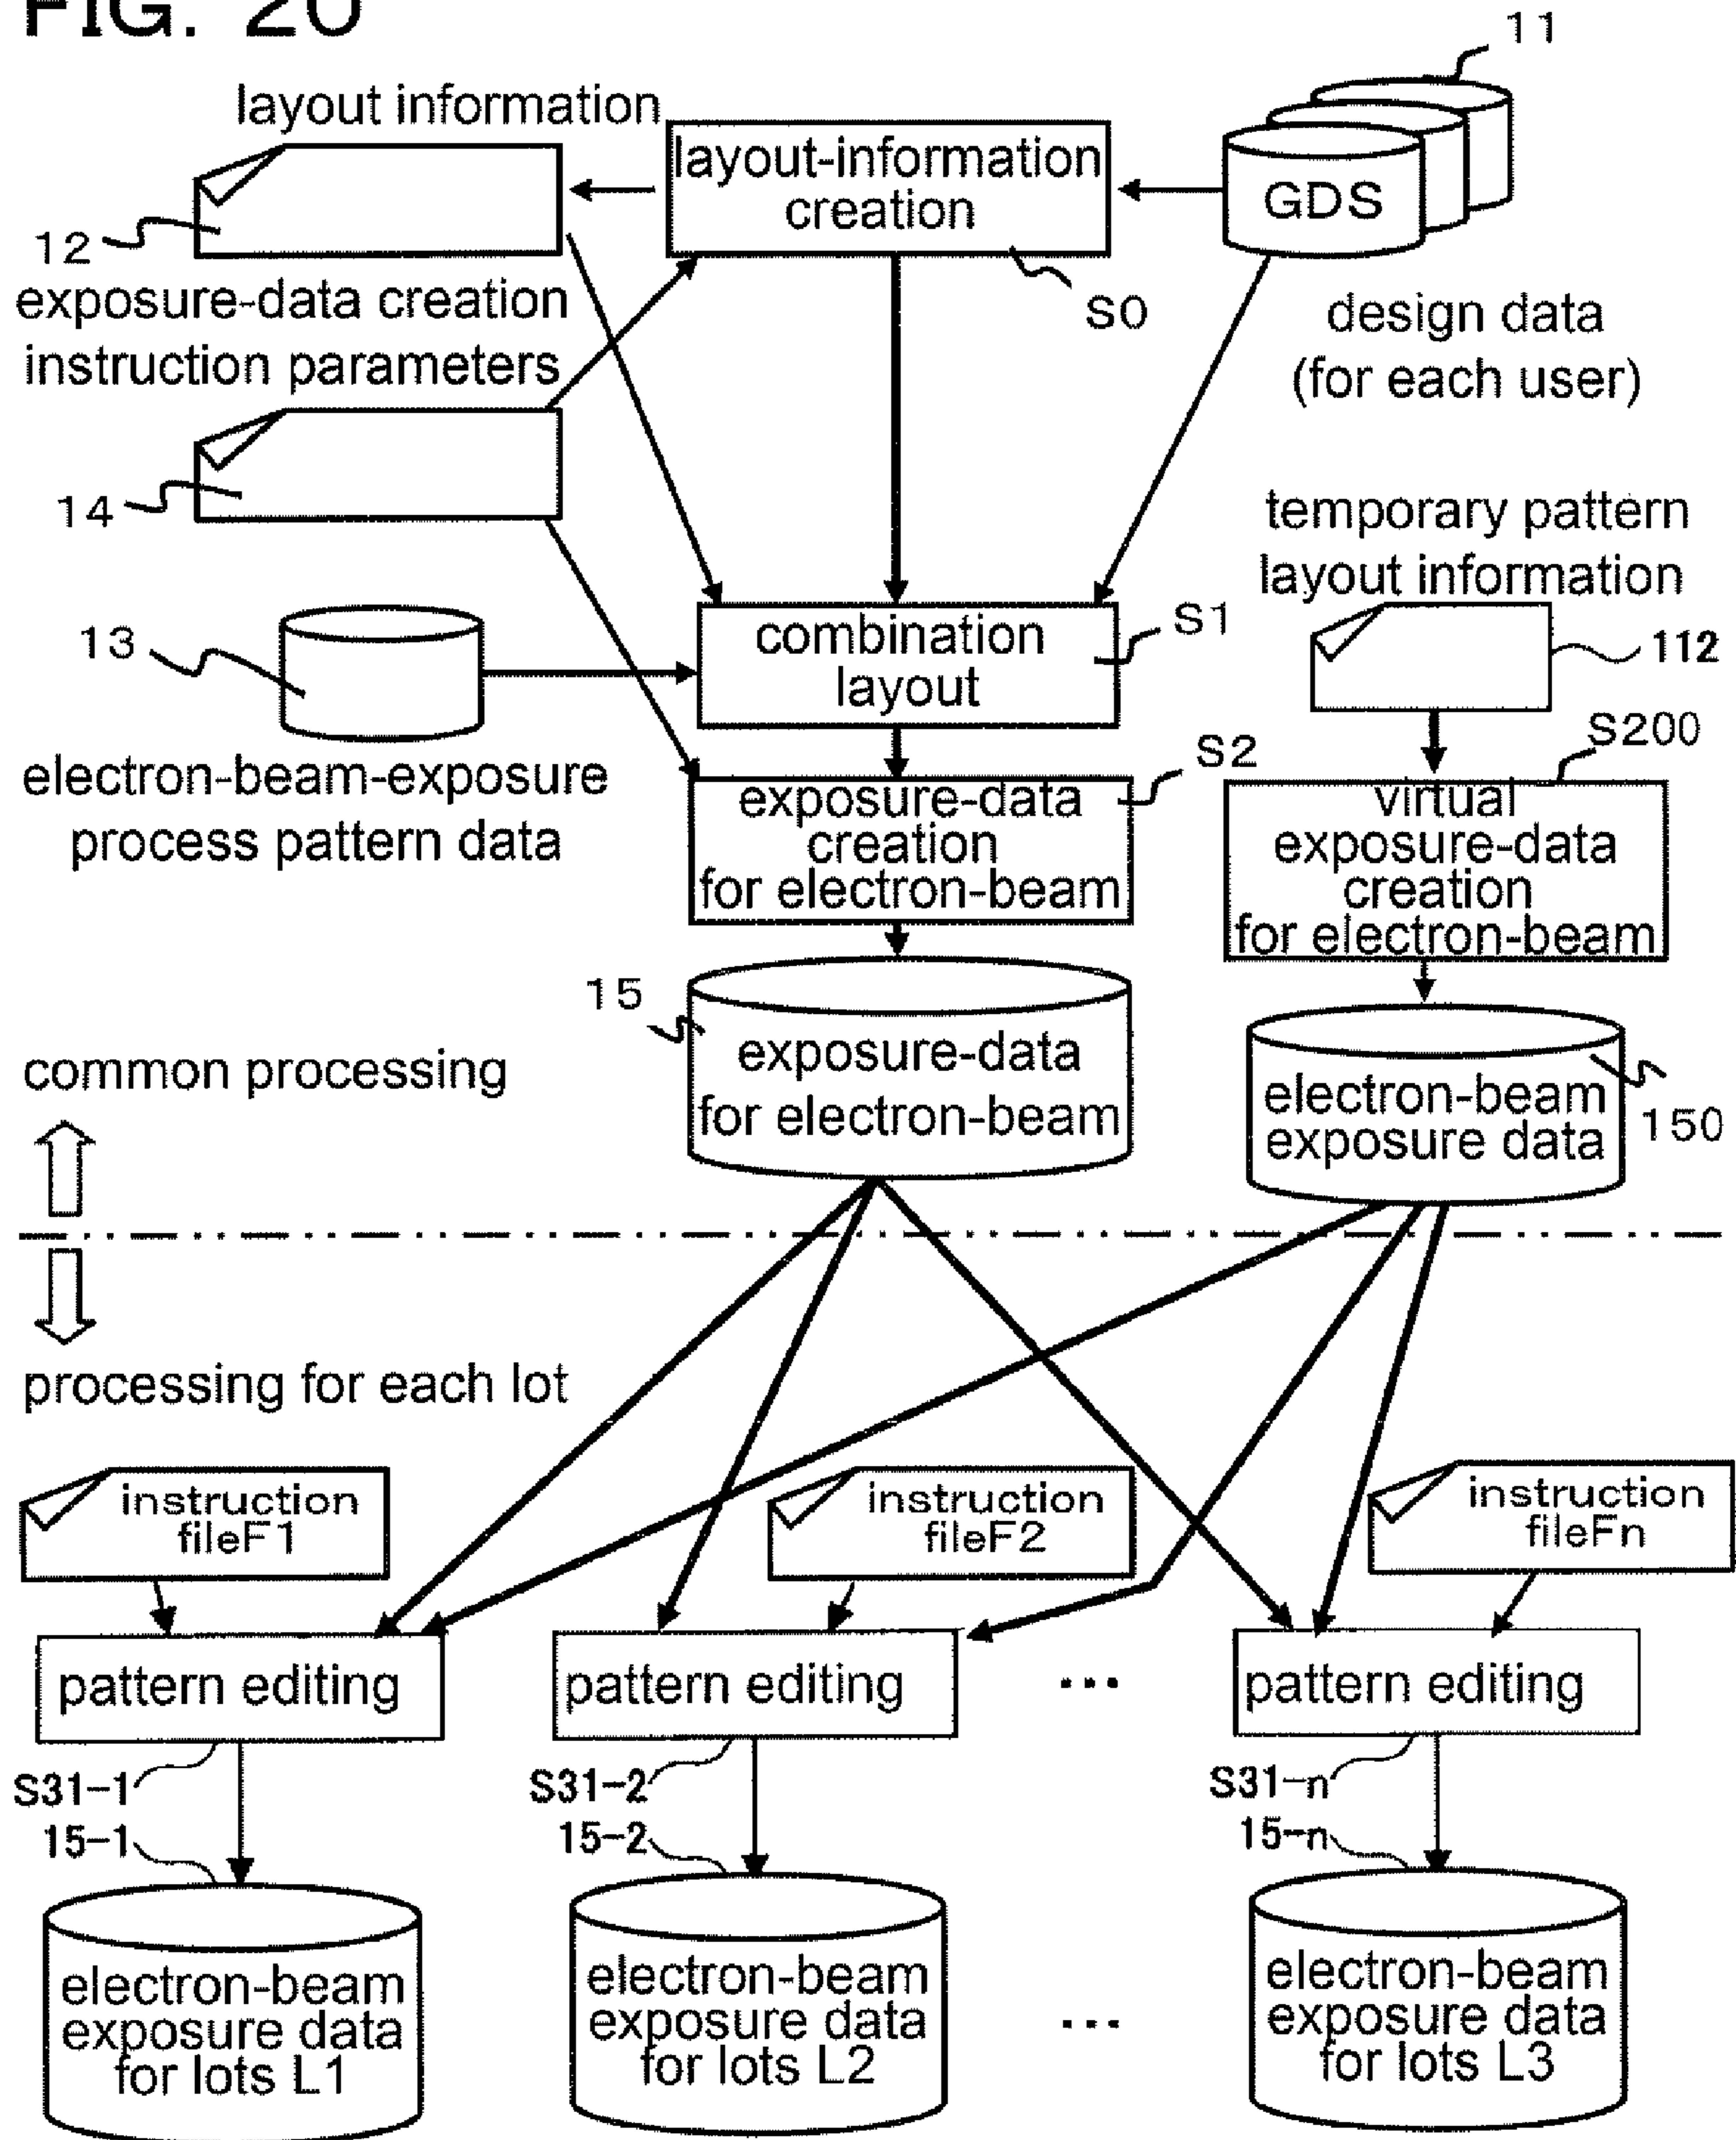 FIG. 20
11
layout information
layout-information
creation
GDS
12
S0
exposure-data creation
instruction parameters
design data
(for each user)
14
temporary pattern
layout information
13
combination
layout
S1
112
electron-beam-exposure
process pattern data
S2
S200
exposure-data
creation
for electron-beam
virtual
exposure-data
creation
for electron-beam
15
exposure-data
for electron-beam
common processing
electron-beam
exposure data
150
processing for each lot
instruction
fileF1
instruction
fileF2
instruction
fileFn
pattern editing
pattern editing
...
pattern editing
S31-1
S31-2
S31-n
15-1
15-2
15-n
electron-beam
exposure data
for lots L1
electron-beam
exposure data
for lots L2
...
electron-beam
exposure data
for lots L3